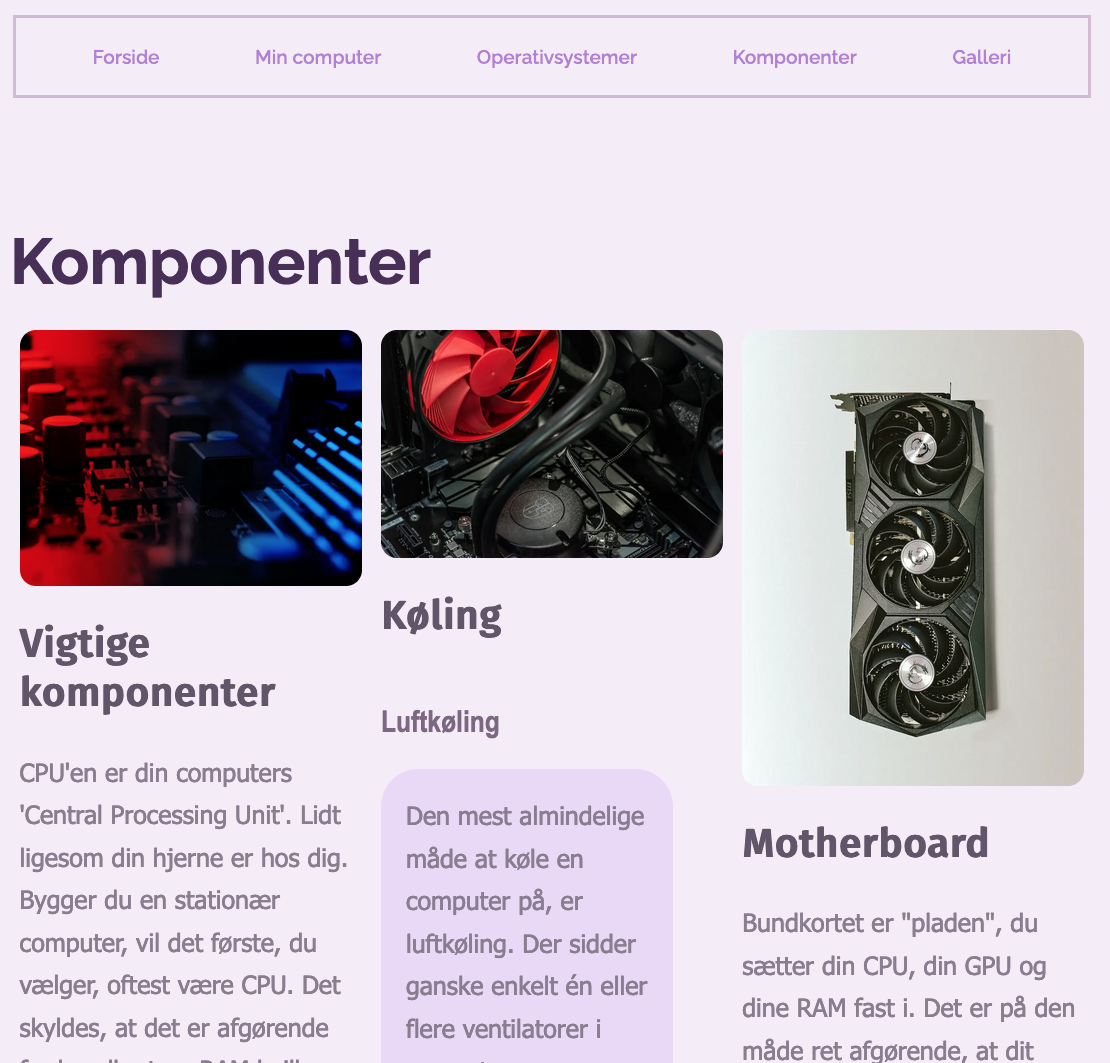 Forside Min computer Operativsystemer Komponenter Galleri
Komponenter
Vigtige
komponenter
CPU'en er din computers
'Central Processing Unit'. Lidt
ligesom din hjerne er hos dig.
Bygger du en stationær
computer, vil det første, du
vælger, oftest være CPU. Det
skyldes, at det er afgørende
Køling
Luftkøling
Den mest almindelige
måde at køle en
computer på, er
luftkøling. Der sidder
ganske enkelt én eller
flere ventilatorer i
Motherboard
Bundkortet er "pladen", du
sætter din CPU, din GPU og
dine RAM fast i. Det er på den
måde ret afgørende, at dit